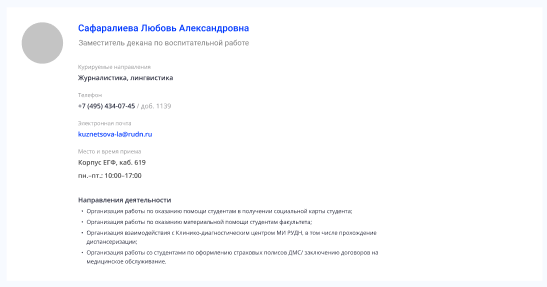 Сафаралиева Любовь Александровна
Заместитель декана по воспитательной работе
Курируемые направления
Журналистика, лингвистика
Телефон
+7 (495) 434-07-45 / доб. 1139
Электронная почта
kuznetsova-la@rudn.ru
Место и время приема
Корпус ЕГФ, каб. 619
пн.–пт.: 10:00–17:00
Направления деятельности
• Организация работы по оказанию помощи студентам в получении социальной карты студента;
• Организация работы по оказанию материальной помощи студентам факультета;
• Организация взаимодействия с Клинико-диагностическим центром МИ РУДН, в том числе прохождение
диспансеризации;
• Организация работы со студентами по оформлению страховых полисов ДМС/ заключению договоров на
медицинское обслуживание.